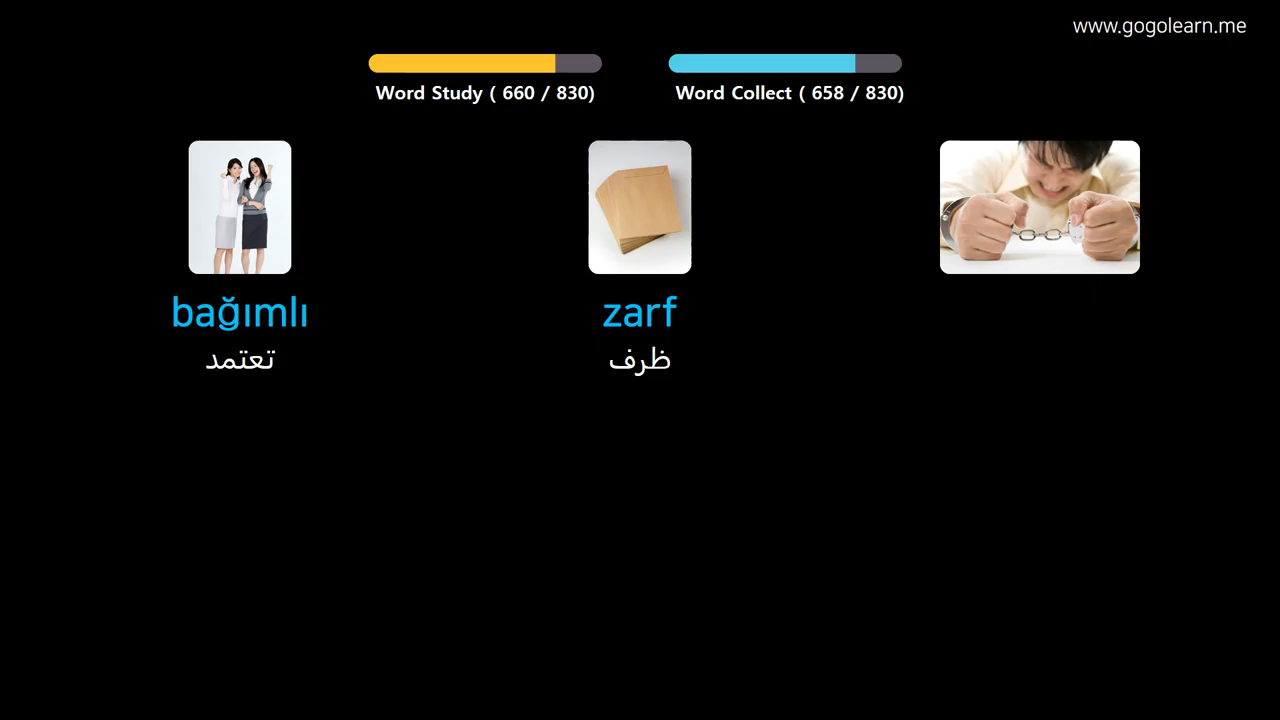 www.gogolearn.me
Word Study ( 660 / 830)
Word Collect ( 658 / 830)
bağımlı
تعتمد
zarf
ظرف